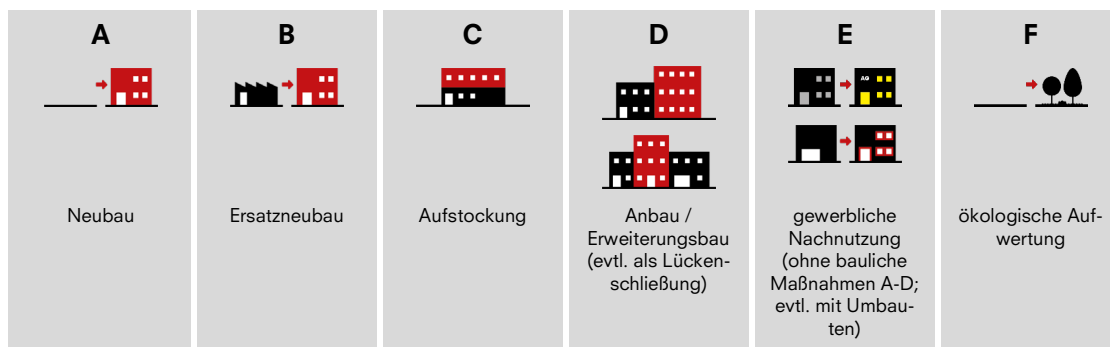 A
B
C
D
E
F
AG
Neubau
Ersatzneubau
Aufstockung
Anbau /
Erweiterungsbau
(evtl. als Lücken-
schließung)
gewerbliche
Nachnutzung
(ohne bauliche
Maßnahmen A-D;
evtl. mit Umbau-
ten)
ökologische Auf-
wertung